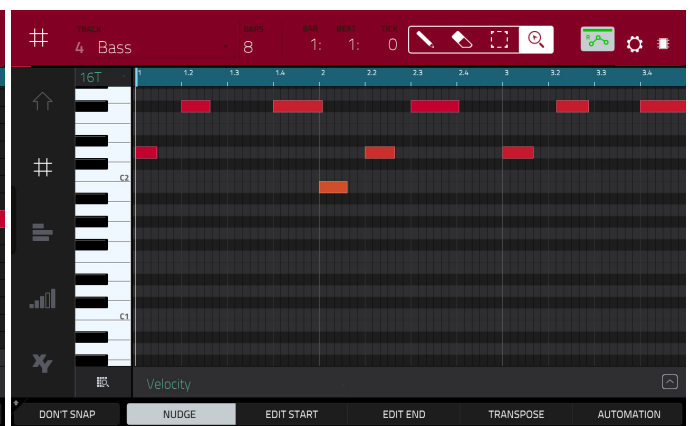 TRACK BARS BAR BEAT TICK
4 Bass 8 1: 1: 0
16T 1 1.2 1.3 1.4 2 2.2 2.3 2.4 3 3.2 3.3 3.4
C2
C1
XY
Velocity
DON'T SNAP NUDGE EDIT START EDIT END TRANSPOSE AUTOMATION